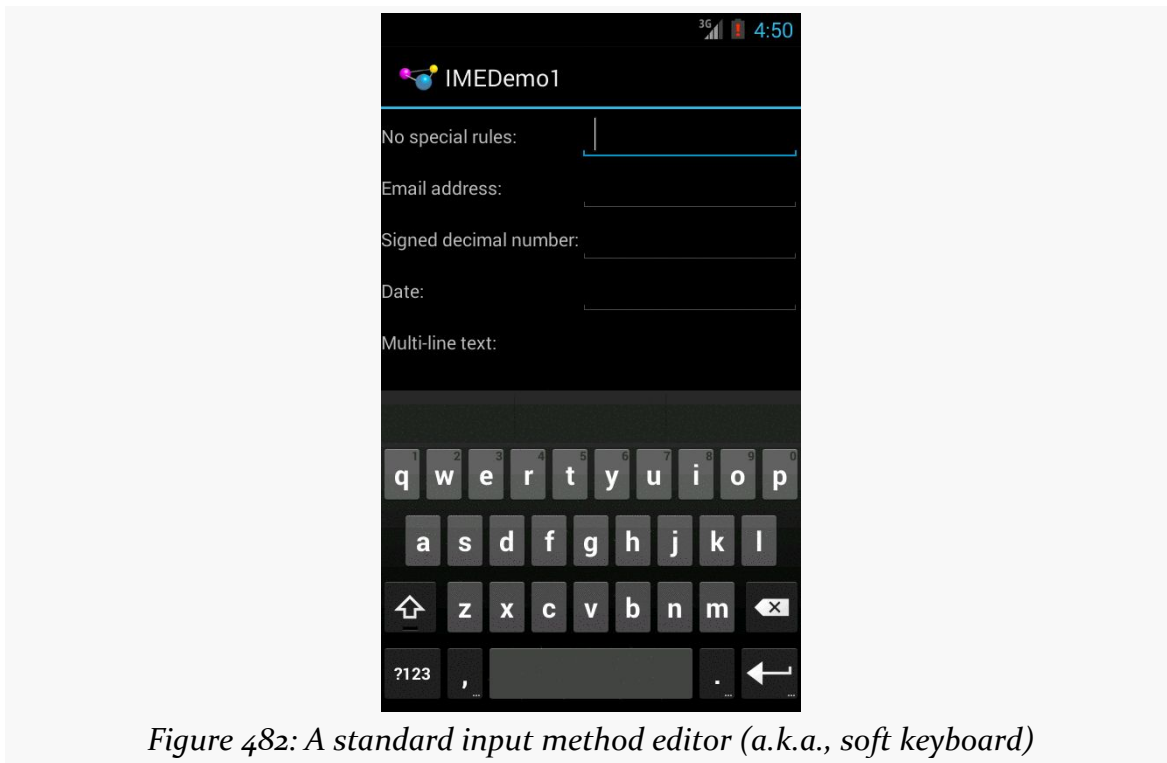 3G 4:50
IMEDemo1
No special rules:
Email address:
Signed decimal number:
Date:
Multi-line text:
1 2 3 4 5 6 7 8 9 0
q w e r t y u i o p
a s d f g h j k l
z x c v b n m
?123 , ... . ... ...
Figure 482: A standard input method editor (a.k.a., soft keyboard)